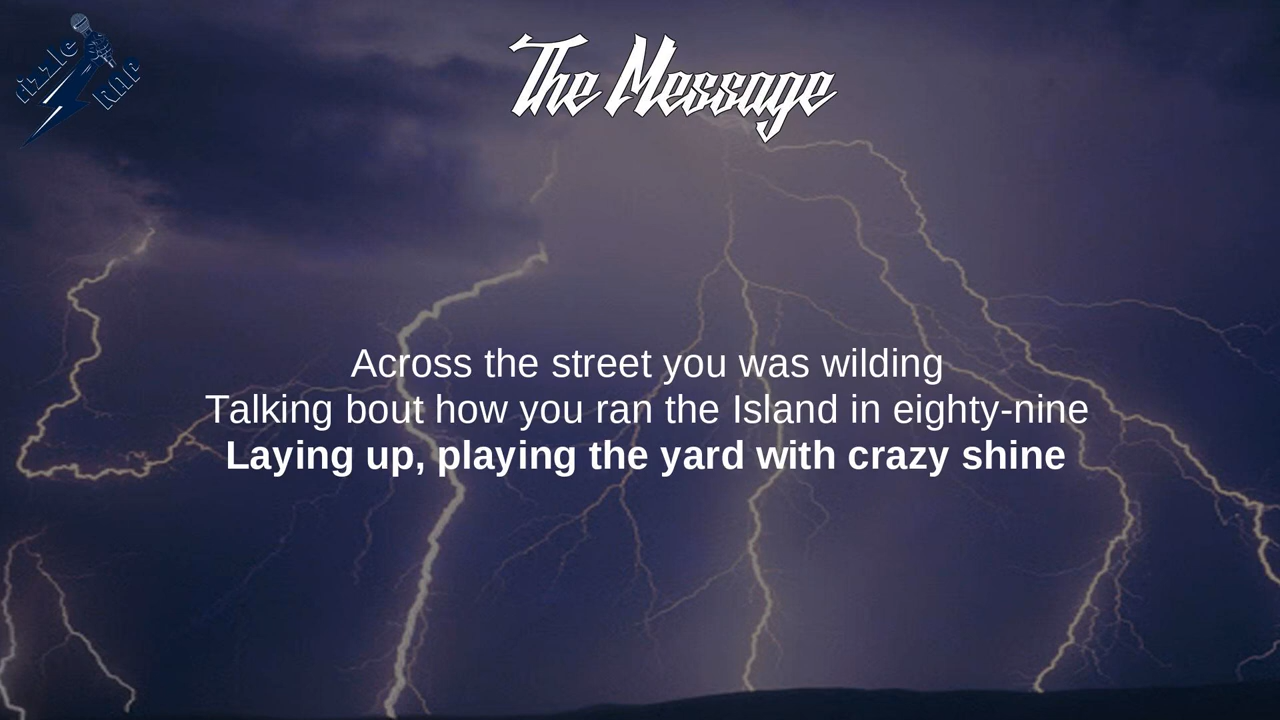 The Message
Across the street you was wilding
Talking bout how you ran the Island in eighty-nine
Laying up, playing the yard with crazy shine